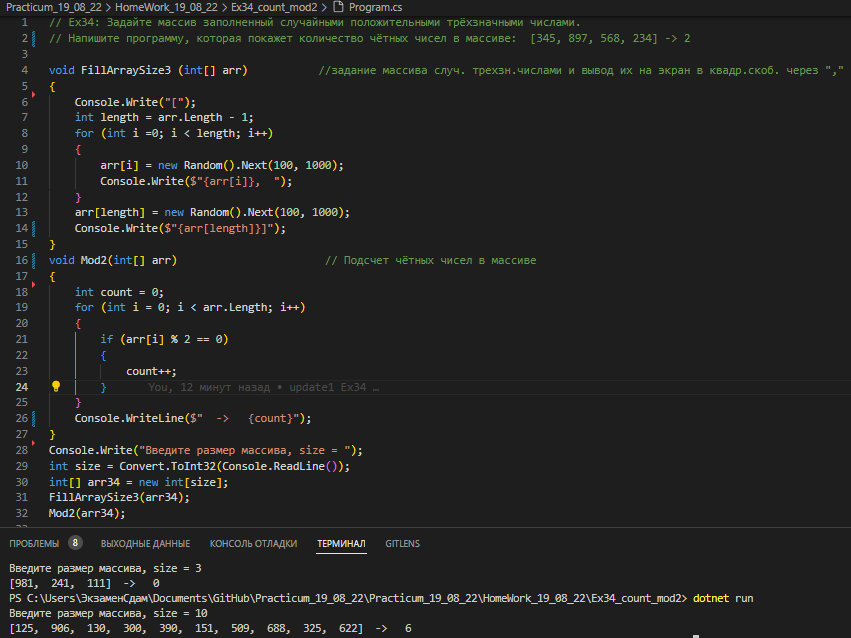 Practicum_19_08_22 > HomeWork_19_08_22 > Ex34_count_mod2 > Program.cs
1 // Ex34: Задайте массив заполненный случайными положительными трёхзначными числами.
2 // Напишите программу, которая покажет количество чётных чисел в массиве:  [345, 897, 568, 234] -> 2
3
4 void FillArraySize3 (int[] arr)           //задание массива случ. трехзн.числами и вывод их на экран в квадр.скоб. через ","
5 {
6     Console.Write("[");
7     int length = arr.Length - 1;
8     for (int i =0; i < length; i++)
9     {
10         arr[i] = new Random().Next(100, 1000);
11         Console.Write($"{arr[i]},  ");
12     }
13     arr[length] = new Random().Next(100, 1000);
14     Console.Write($"{arr[length]}]");
15 }
16 void Mod2(int[] arr)                       // Подсчет чётных чисел в массиве
17 {
18     int count = 0;
19     for (int i = 0; i < arr.Length; i++)
20     {
21         if (arr[i] % 2 == 0)
22         {
23             count++;
24         }      You, 12 минут назад • update1 Ex34 …
25     }
26     Console.WriteLine($"  ->   {count}");
27 }
28 Console.Write("Введите размер массива, size = ");
29 int size = Convert.ToInt32(Console.ReadLine());
30 int[] arr34 = new int[size];
31 FillArraySize3(arr34);
32 Mod2(arr34);
ПРОБЛЕМЫ 8 ВЫХОДНЫЕ ДАННЫЕ КОНСОЛЬ ОТЛАДКИ ТЕРМИНАЛ GITLENS
Введите размер массива, size = 3
[981,  241,  111]  ->   0
PS C:\Users\ЭкзаменСдам\Documents\GitHub\Practicum_19_08_22\Practicum_19_08_22\HomeWork_19_08_22\Ex34_count_mod2> dotnet run
Введите размер массива, size = 10
[125,  906,  130,  300,  390,  151,  509,  688,  325,  622]  ->   6